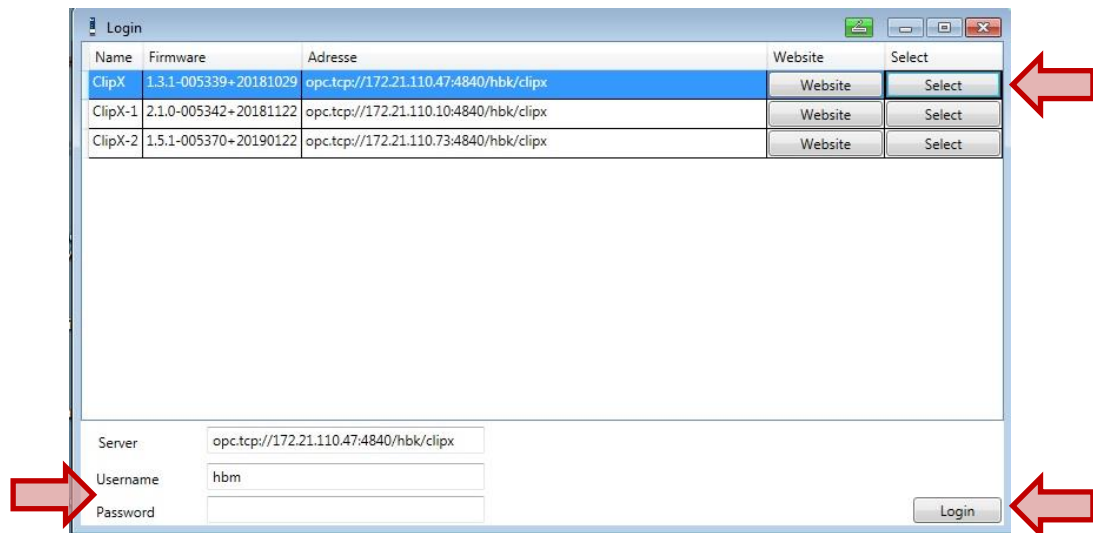 Login
Name Firmware Adresse Website Select
ClipX 1.3.1-005339+20181029 opc.tcp://172.21.110.47:4840/hbk/clipx Website Select
ClipX-1 2.1.0-005342+20181122 opc.tcp://172.21.110.10:4840/hbk/clipx Website Select
ClipX-2 1.5.1-005370+20190122 opc.tcp://172.21.110.73:4840/hbk/clipx Website Select
Server opc.tcp://172.21.110.47:4840/hbk/clipx
Username hbm
Password Login